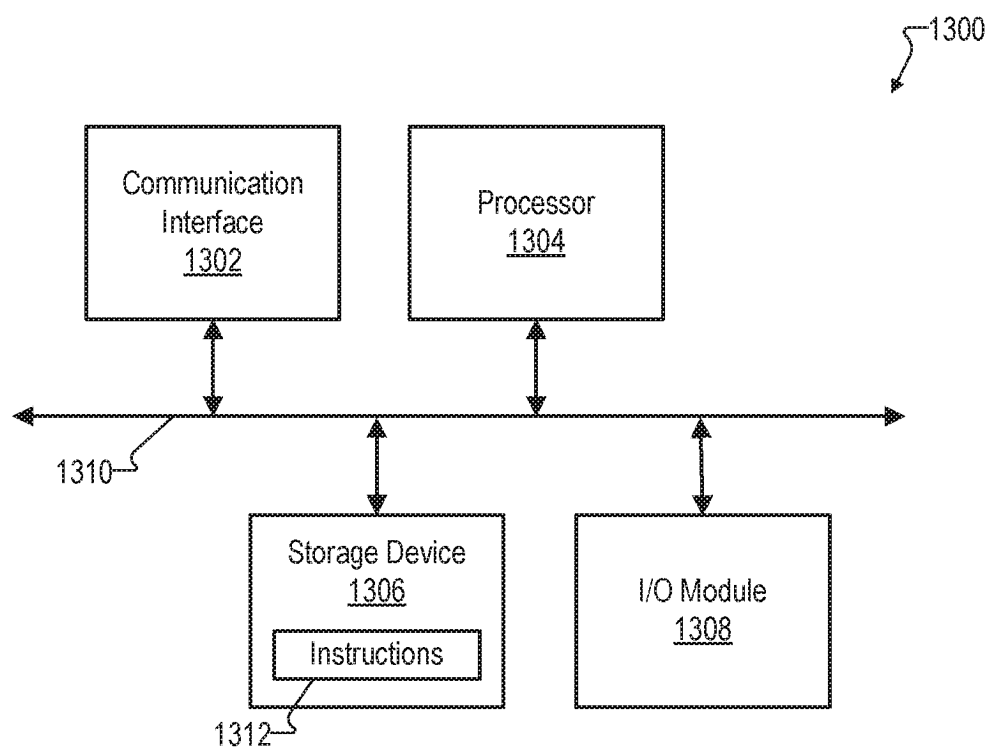 1300
Communication
Interface
1302
Processor
1304
1310
Storage Device
1306
Instructions
1312
I/O Module
1308